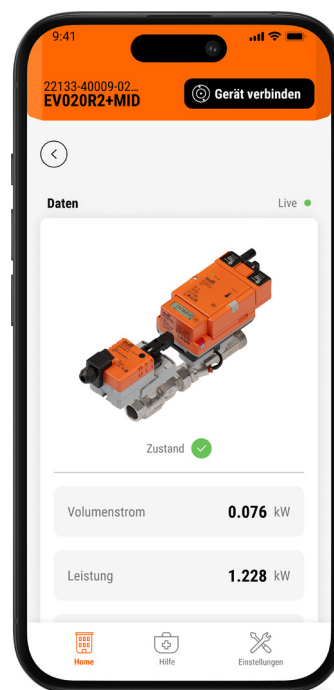 9:41
22133-40009-02...
EV020R2+MID
Gerät verbinden
Daten
Live
Zustand
Volumenstrom
0.076 kW
Leistung
1.228 kW
Home
Hilfe
Einstellungen